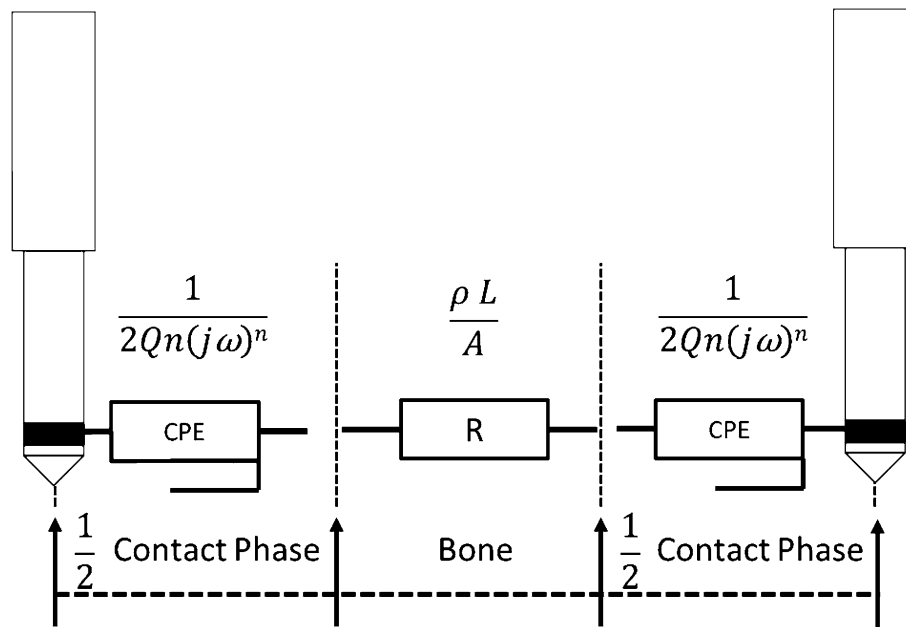 1/2Qn(jω)ⁿ
ρ L/A
1/2Qn(jω)ⁿ
CPE
R
CPE
1/2 Contact Phase
Bone
1/2 Contact Phase